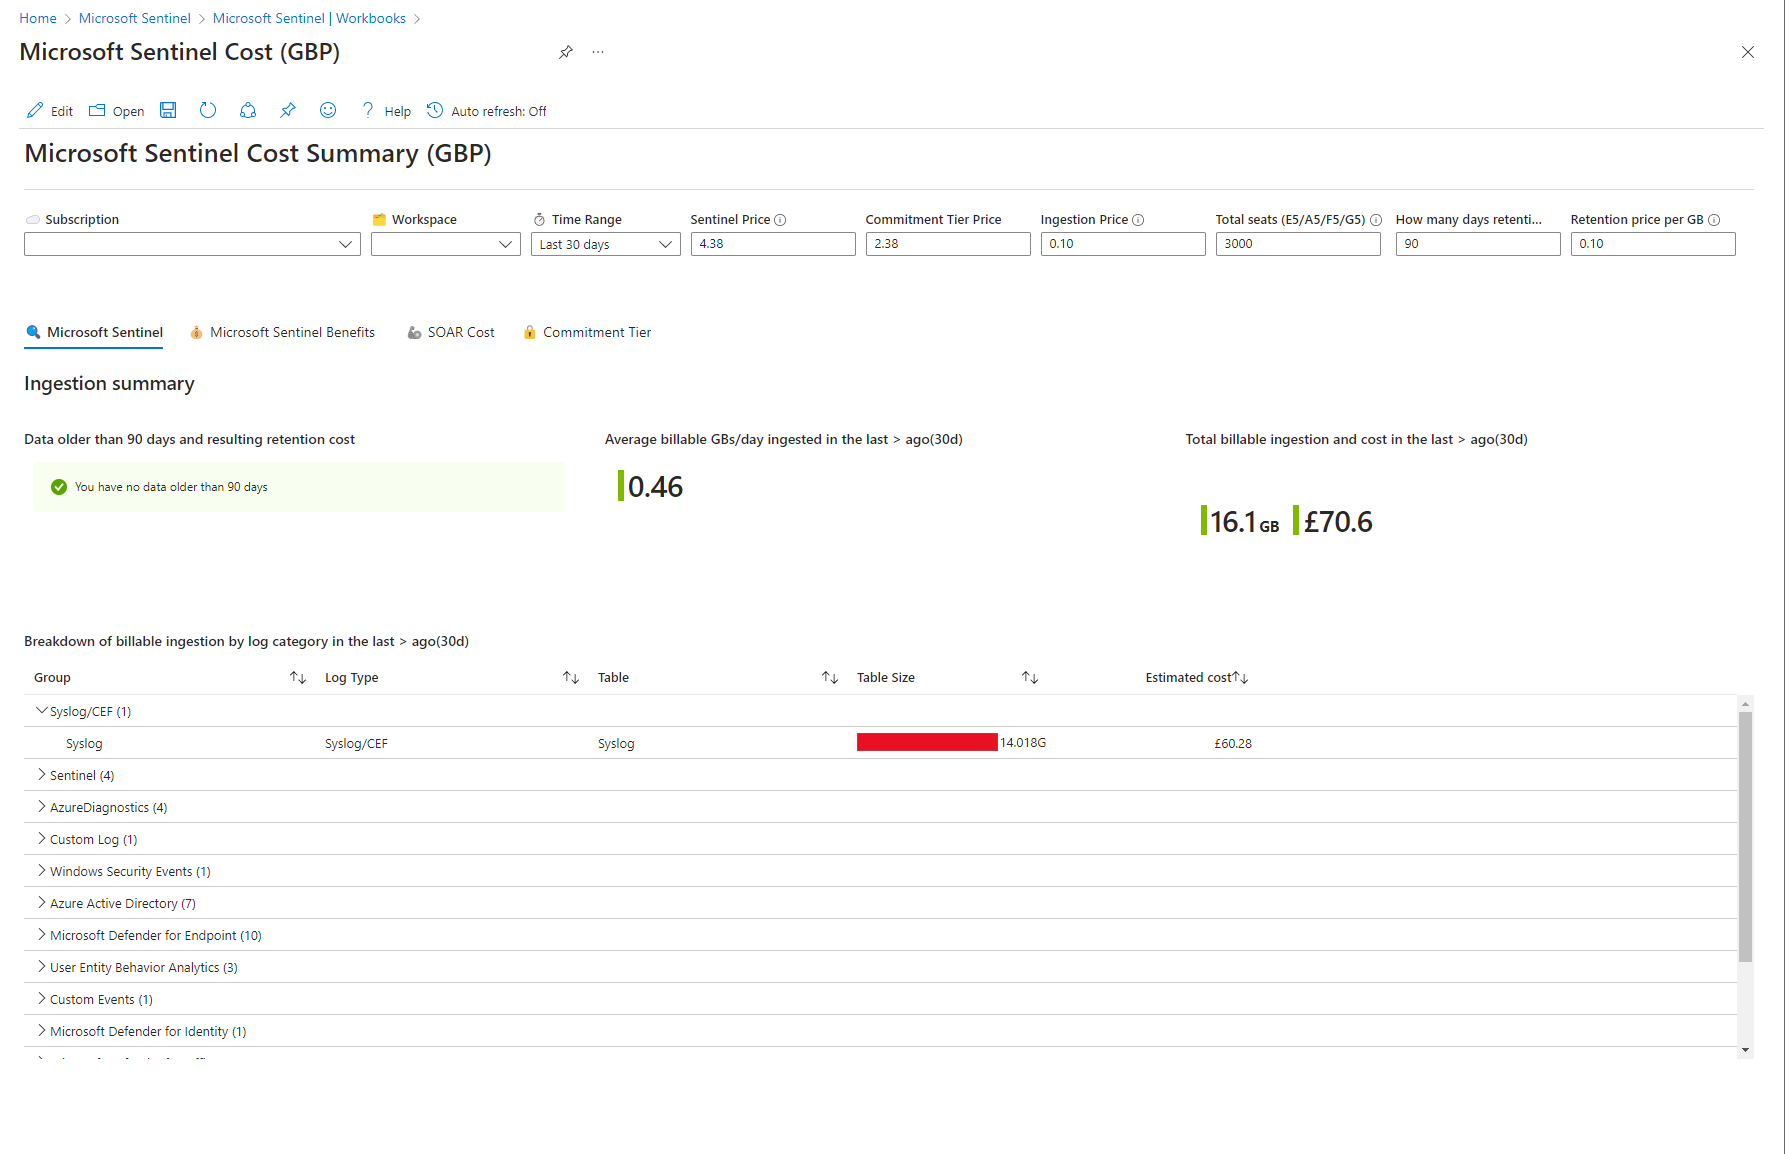 Home > Microsoft Sentinel > Microsoft Sentinel | Workbooks >
Microsoft Sentinel Cost (GBP)
Edit Open Help Auto refresh: Off
Microsoft Sentinel Cost Summary (GBP)
Subscription Workspace Time Range Sentinel Price Commitment Tier Price Ingestion Price Total seats (E5/A5/F5/G5) How many days retenti... Retention price per GB
Last 30 days 4.38 2.38 0.10 3000 90 0.10
Microsoft Sentinel Microsoft Sentinel Benefits SOAR Cost Commitment Tier
Ingestion summary
Data older than 90 days and resulting retention cost Average billable GBs/day ingested in the last > ago(30d) Total billable ingestion and cost in the last > ago(30d)
You have no data older than 90 days 0.46
16.1 GB £70.6
Breakdown of billable ingestion by log category in the last > ago(30d)
Group Log Type Table Table Size Estimated cost
Syslog/CEF (1)
Syslog Syslog/CEF Syslog 14.018G £60.28
Sentinel (4)
AzureDiagnostics (4)
Custom Log (1)
Windows Security Events (1)
Azure Active Directory (7)
Microsoft Defender for Endpoint (10)
User Entity Behavior Analytics (3)
Custom Events (1)
Microsoft Defender for Identity (1)